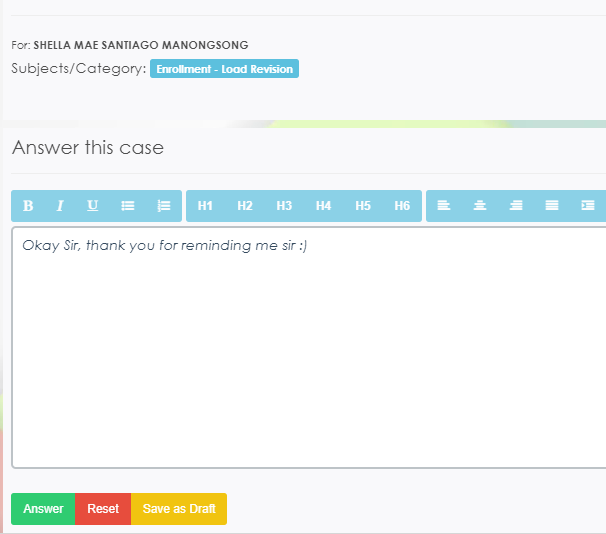 For: SHELLA MAE SANTIAGO MANONGSONG
Subjects/Category: Enrollment - Load Revision
Answer this case
B I U H1 H2 H3 H4 H5 H6
Okay Sir, thank you for reminding me sir :)
Answer Reset Save as Draft